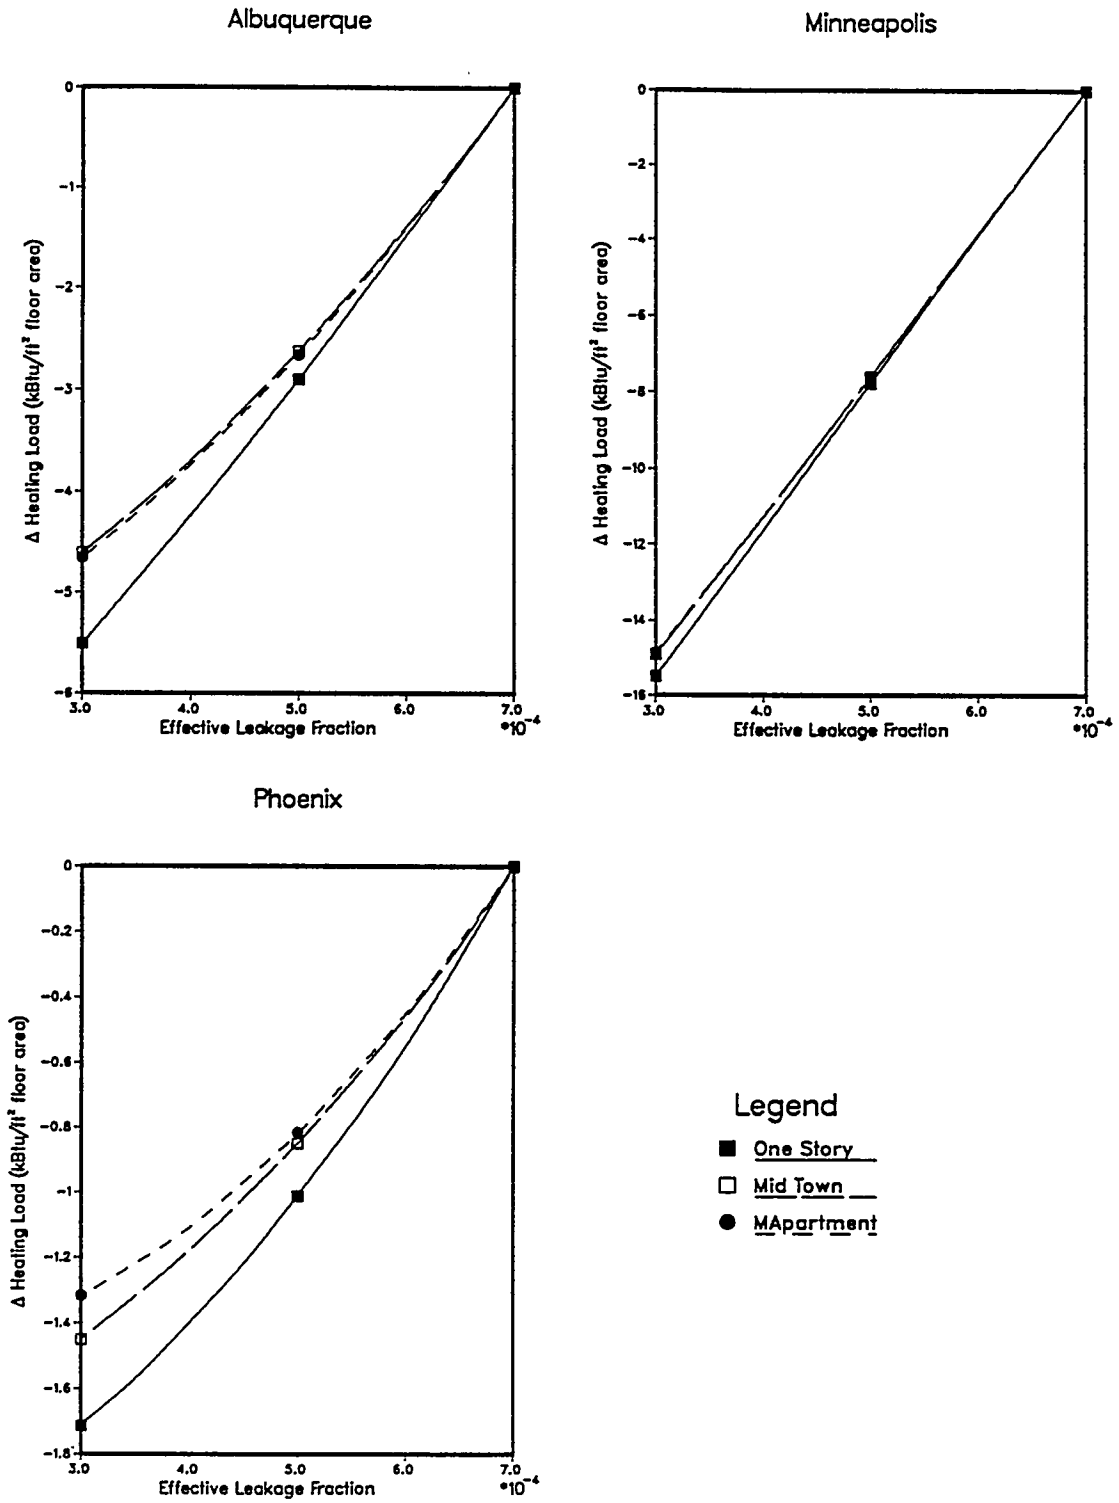 Albuquerque
0
-1
-2
-3
-4
-5
-6
Δ Heating Load (kBtu/ft² floor area)
3.0 4.0 5.0 6.0 7.0
Effective Leakage Fraction *10⁻⁴
Minneapolis
0
-2
-4
-6
-8
-10
-12
-14
-16
Δ Heating Load (kBtu/ft² floor area)
3.0 4.0 5.0 6.0 7.0
Effective Leakage Fraction *10⁻⁴
Phoenix
0
-0.2
-0.4
-0.6
-0.8
-1
-1.2
-1.4
-1.6
-1.8
Δ Heating Load (kBtu/ft² floor area)
3.0 4.0 5.0 6.0 7.0
Effective Leakage Fraction *10⁻⁴
Legend
One Story
Mid Town
MApartment